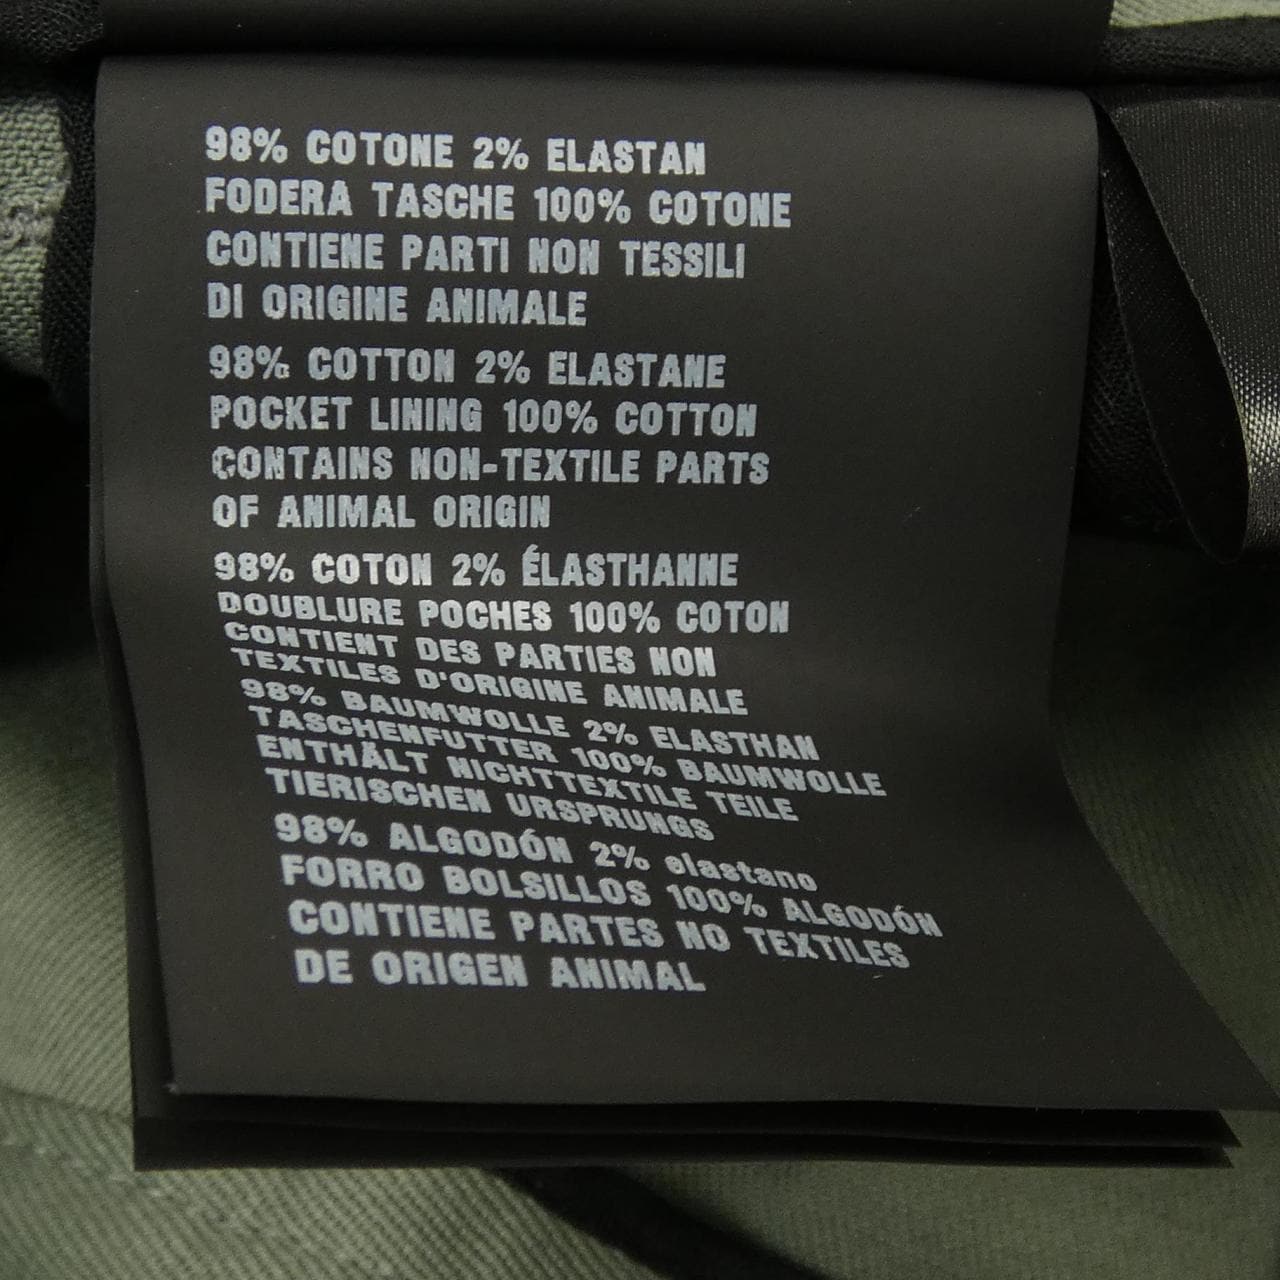 98% COTONE 2% ELASTAN
FODERA TASCHE 100% COTONE
CONTIENE PARTI NON TESSILI
DI ORIGINE ANIMALE
98% COTTON 2% ELASTANE
POCKET LINING 100% COTTON
CONTAINS NON-TEXTILE PARTS
OF ANIMAL ORIGIN
98% COTON 2% ÉLASTHANNE
DOUBLURE POCHES 100% COTON
CONTIENT DES PARTIES NON
TEXTILES D'ORIGINE ANIMALE
98% BAUMWOLLE 2% ELASTHAN
TASCHENFUTTER 100% BAUMWOLLE
ENTHÄLT NICHTTEXTILE TEILE
TIERISCHEN URSPRUNGS
98% ALGODÓN 2% elastano
FORRO BOLSILLOS 100% ALGODÓN
CONTIENE PARTES NO TEXTILES
DE ORIGEN ANIMAL